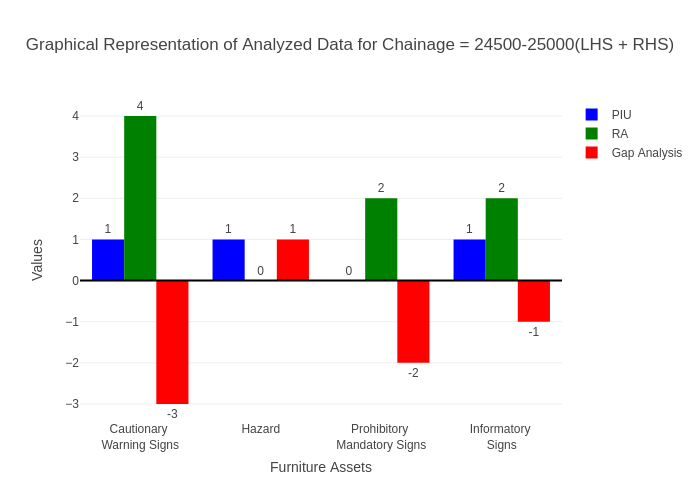 Graphical Representation of Analyzed Data for Chainage = 24500-25000(LHS + RHS)
PIU
RA
Gap Analysis
Values
4
3
2
1
0
−1
−2
−3
1
4
-3
1
0
1
0
2
-2
1
2
-1
Cautionary
Warning Signs
Hazard
Prohibitory
Mandatory Signs
Informatory
Signs
Furniture Assets